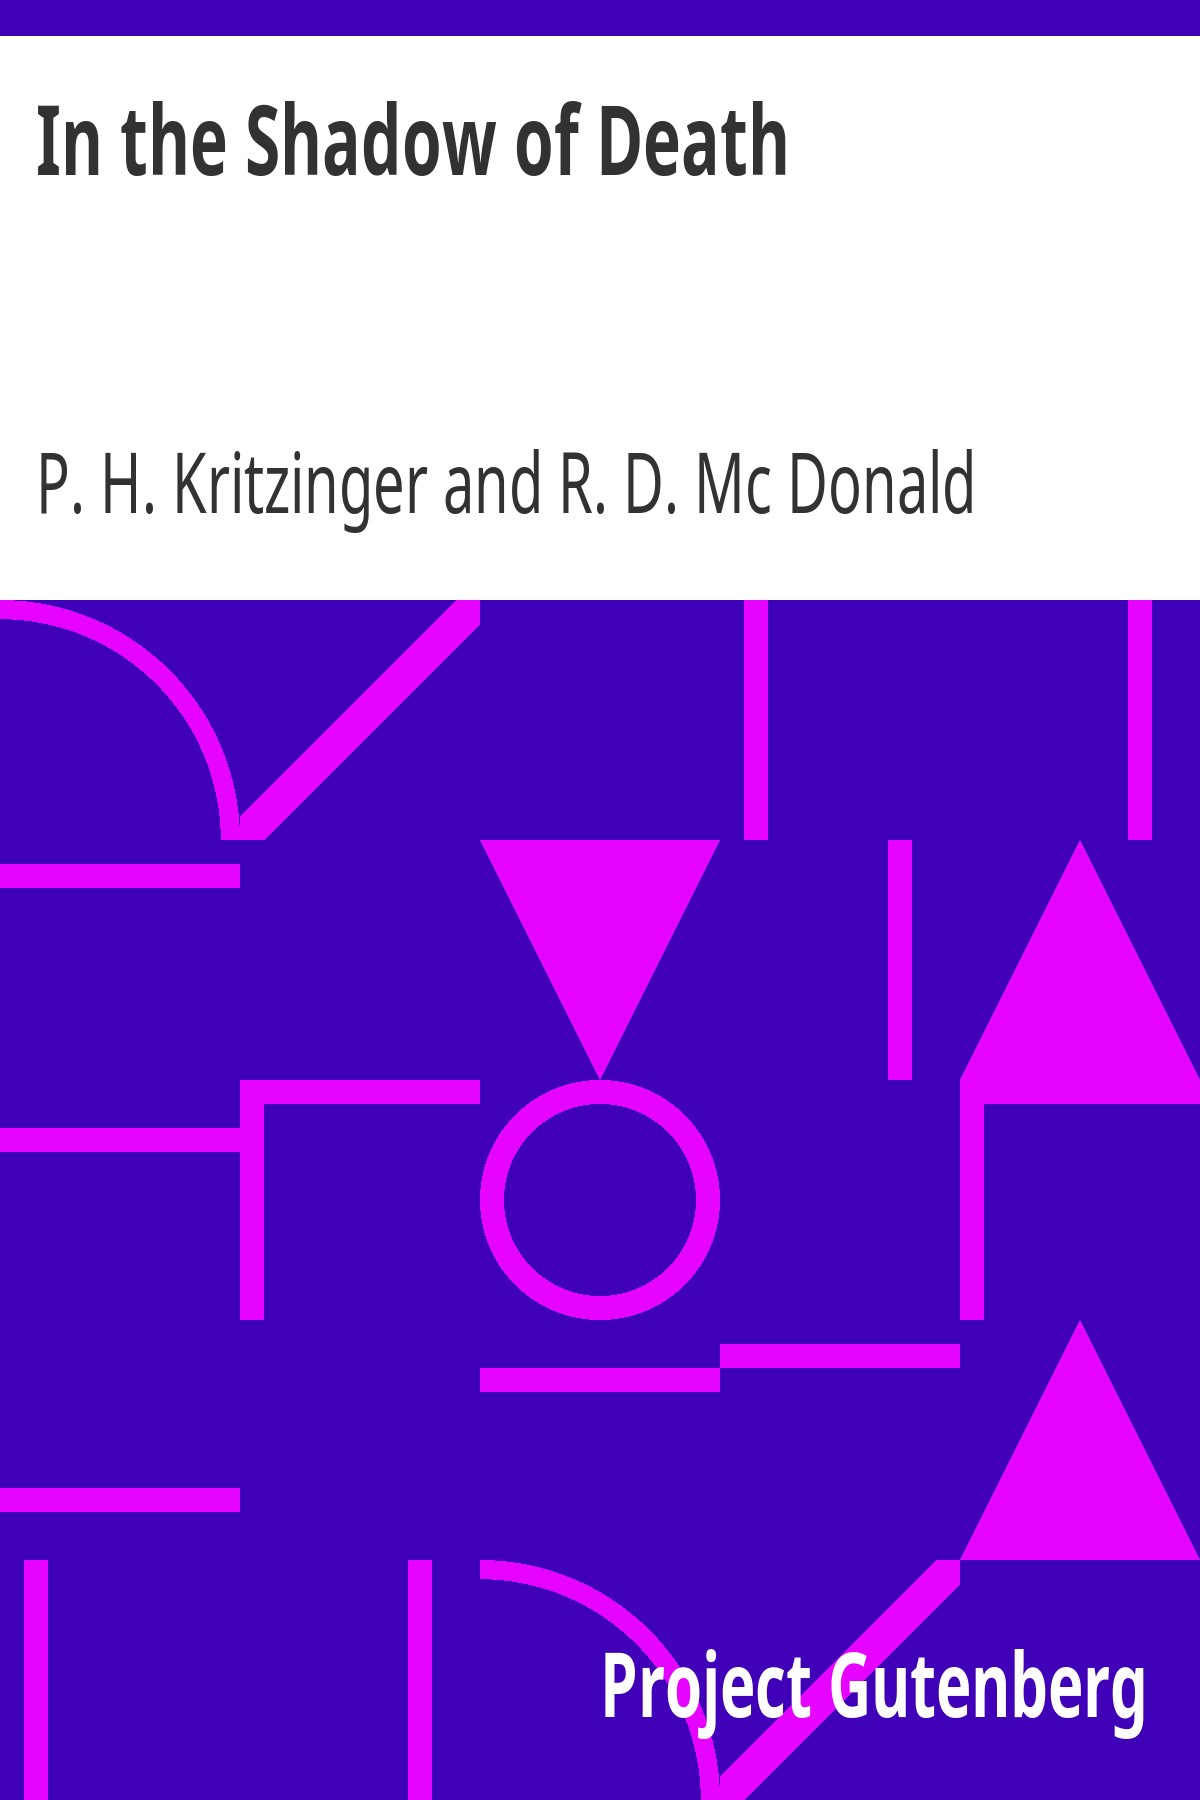 In the Shadow of Death
P. H. Kritzinger and R. D. Mc Donald
Project Gutenberg